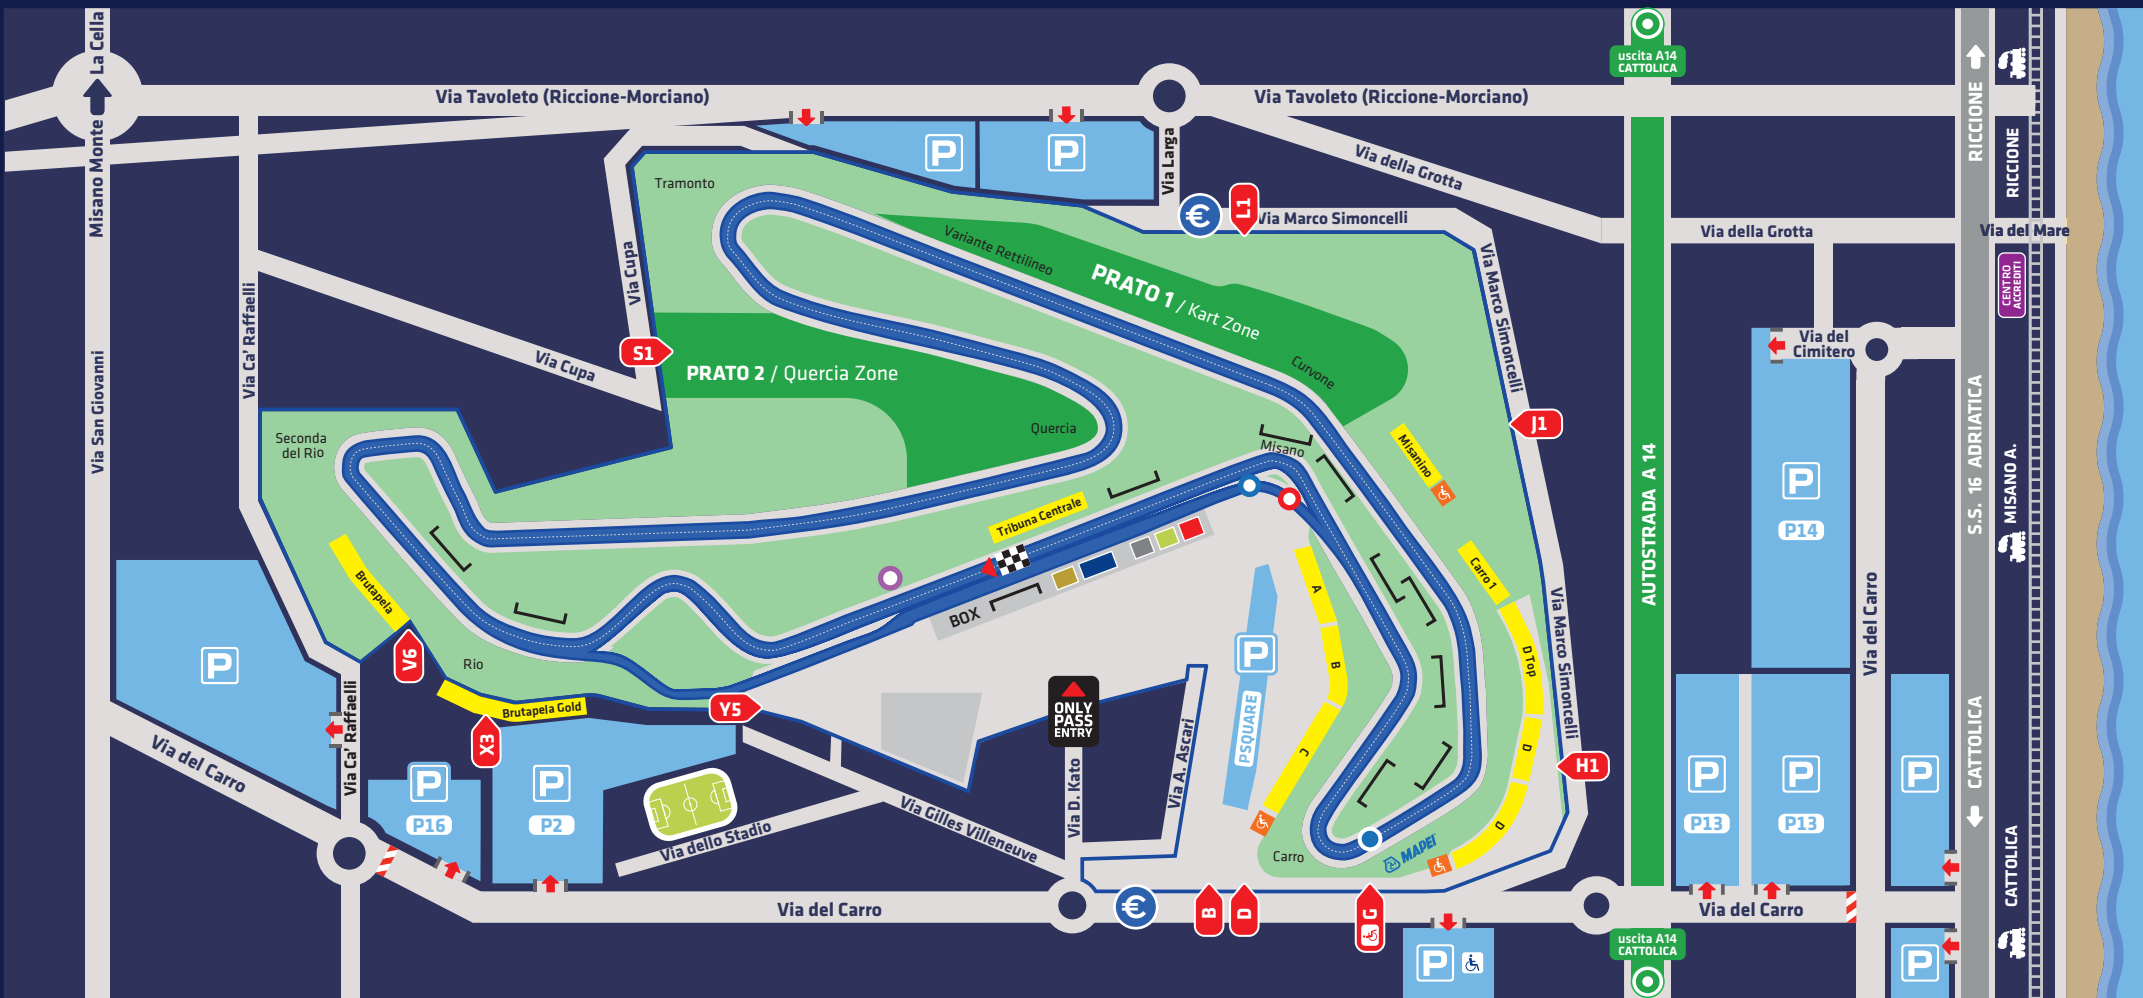 La Cella
Misano Monte
Via San Giovanni
Via Tavoleto (Riccione-Morciano)
Via Tavoleto (Riccione-Morciano)
uscita A14
CATTOLICA
RICCIONE
RICCIONE
P
P
Via Larga
Via della Grotta
Via della Grotta
Via del Mare
€
L1
Via Marco Simoncelli
Tramonto
Variante Rettilineo
PRATO 1 / Kart Zone
Via Marco Simoncelli
CENTRO
ACCREDITI
Via Cupa
Via Ca' Raffaelli
S1
Via Cupa
PRATO 2 / Quercia Zone
Curvone
Via del
Cimitero
J1
Quercia
Misano
Misanino
Seconda
del Rio
AUTOSTRADA A 14
P
P14
S.S. 16 ADRIATICA
MISANO A.
Tribuna Centrale
Brutapela
BOX
Carro 1
A
B
C
D Top
D
D
Via Marco Simoncelli
Via del Carro
V6
Rio
P
Brutapela Gold
X3
Y5
ONLY
PASS
ENTRY
P
PSQUARE
Via A. Ascari
Via D. Kato
Via Ca' Raffaelli
Via del Carro
P
P16
P
P2
Via dello Stadio
Via Gilles Villeneuve
H1
P
P13
P
P13
P
CATTOLICA
CATTOLICA
Carro
MAPEI
Via del Carro
€
B
D
G
Via del Carro
uscita A14
CATTOLICA
P
P